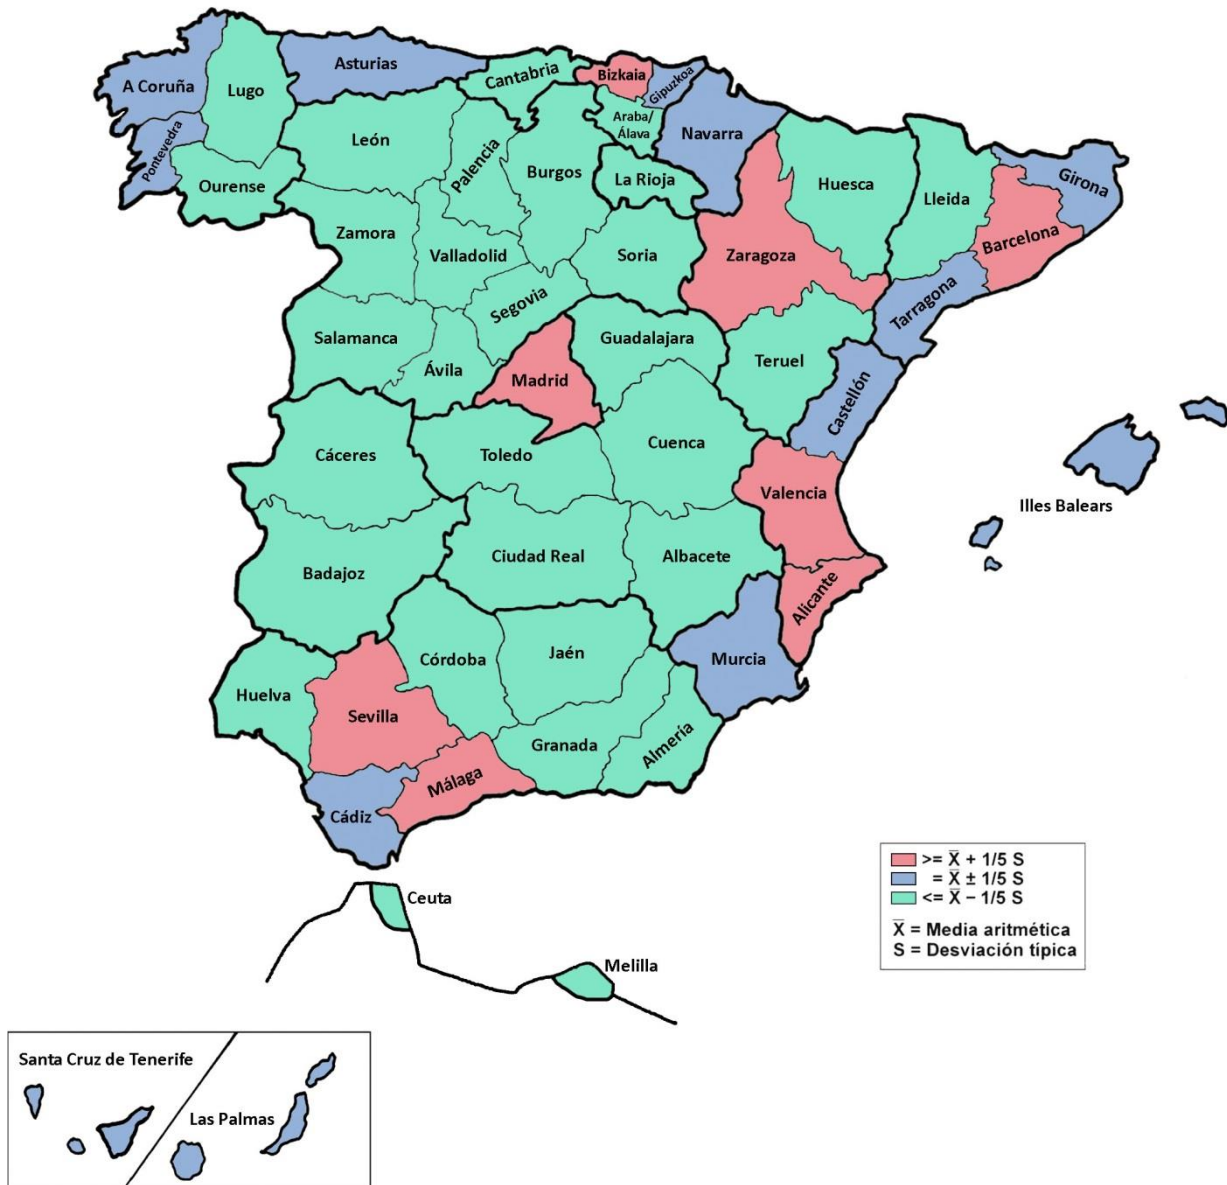 A Coruña
Lugo
Asturias
Cantabria
Bizkaia
Gipuzkoa
Araba/
Álava
Navarra
Pontevedra
Ourense
León
Palencia
Burgos
La Rioja
Huesca
Lleida
Girona
Barcelona
Zamora
Valladolid
Soria
Zaragoza
Tarragona
Segovia
Salamanca
Ávila
Madrid
Guadalajara
Teruel
Castellón
Cáceres
Toledo
Cuenca
Valencia
Illes Balears
Badajoz
Ciudad Real
Albacete
Alicante
Huelva
Sevilla
Córdoba
Jaén
Murcia
Granada
Almería
Málaga
Cádiz
Ceuta
Melilla
>= X̅ + 1/5 S
= X̅ ± 1/5 S
<= X̅ – 1/5 S
X̅ = Media aritmética
S = Desviación típica
Santa Cruz de Tenerife
Las Palmas